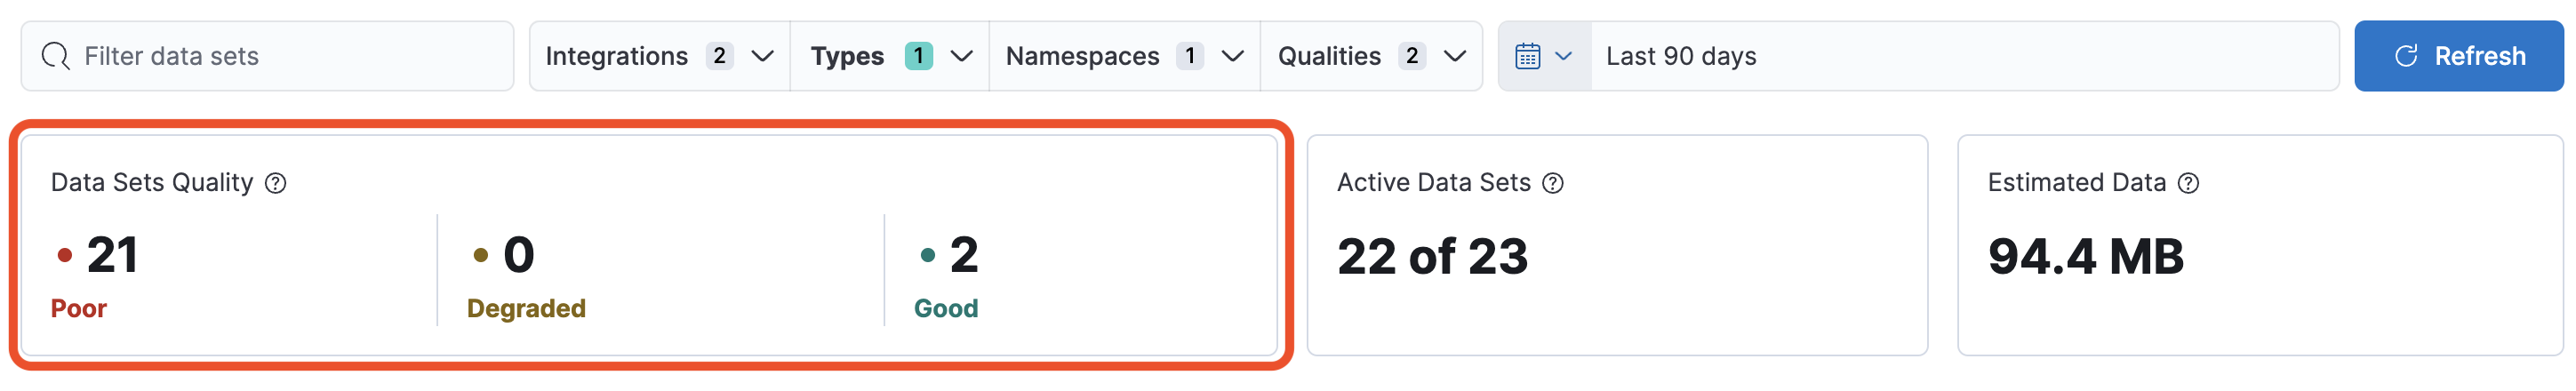 Filter data sets
Integrations 2 Types 1 Namespaces 1 Qualities 2
Last 90 days
Refresh
Data Sets Quality
21
Poor
0
Degraded
2
Good
Active Data Sets
22 of 23
Estimated Data
94.4 MB